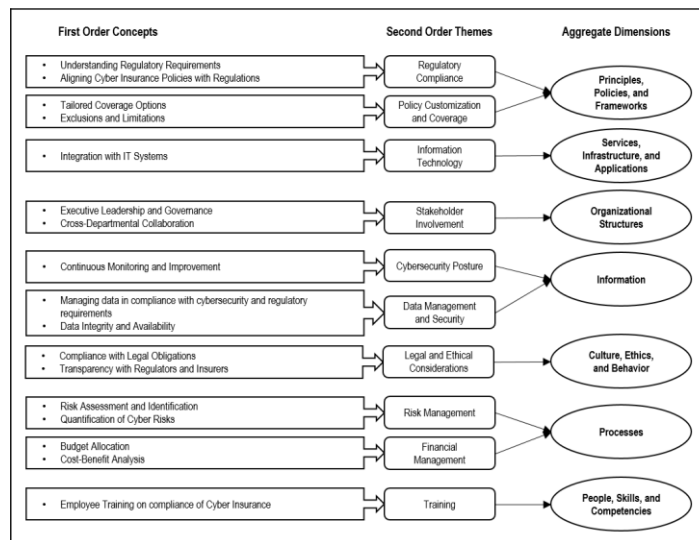 First Order Concepts
Second Order Themes
Aggregate Dimensions
• Understanding Regulatory Requirements
• Aligning Cyber Insurance Policies with Regulations
Regulatory
Compliance
Principles,
Policies, and
Frameworks
• Tailored Coverage Options
• Exclusions and Limitations
Policy Customization
and Coverage
• Integration with IT Systems
Information
Technology
Services,
Infrastructure, and
Applications
• Executive Leadership and Governance
• Cross-Departmental Collaboration
Stakeholder
Involvement
Organizational
Structures
• Continuous Monitoring and Improvement
Cybersecurity Posture
Information
• Managing data in compliance with cybersecurity and regulatory
requirements
• Data Integrity and Availability
Data Management
and Security
• Compliance with Legal Obligations
• Transparency with Regulators and Insurers
Legal and Ethical
Considerations
Culture, Ethics,
and Behavior
• Risk Assessment and Identification
• Quantification of Cyber Risks
Risk Management
Processes
• Budget Allocation
• Cost-Benefit Analysis
Financial
Management
• Employee Training on compliance of Cyber Insurance
Training
People, Skills, and
Competencies